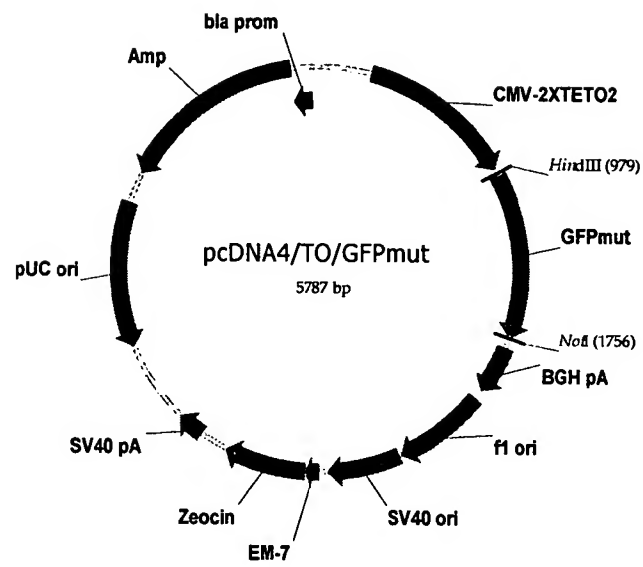 bla prom
Amp
CMV-2XTETO2
HindIII (979)
GFPmut
pcDNA4/TO/GFPmut
5787 bp
pUC ori
NotI (1756)
BGH pA
SV40 pA
f1 ori
Zeocin
SV40 ori
EM-7